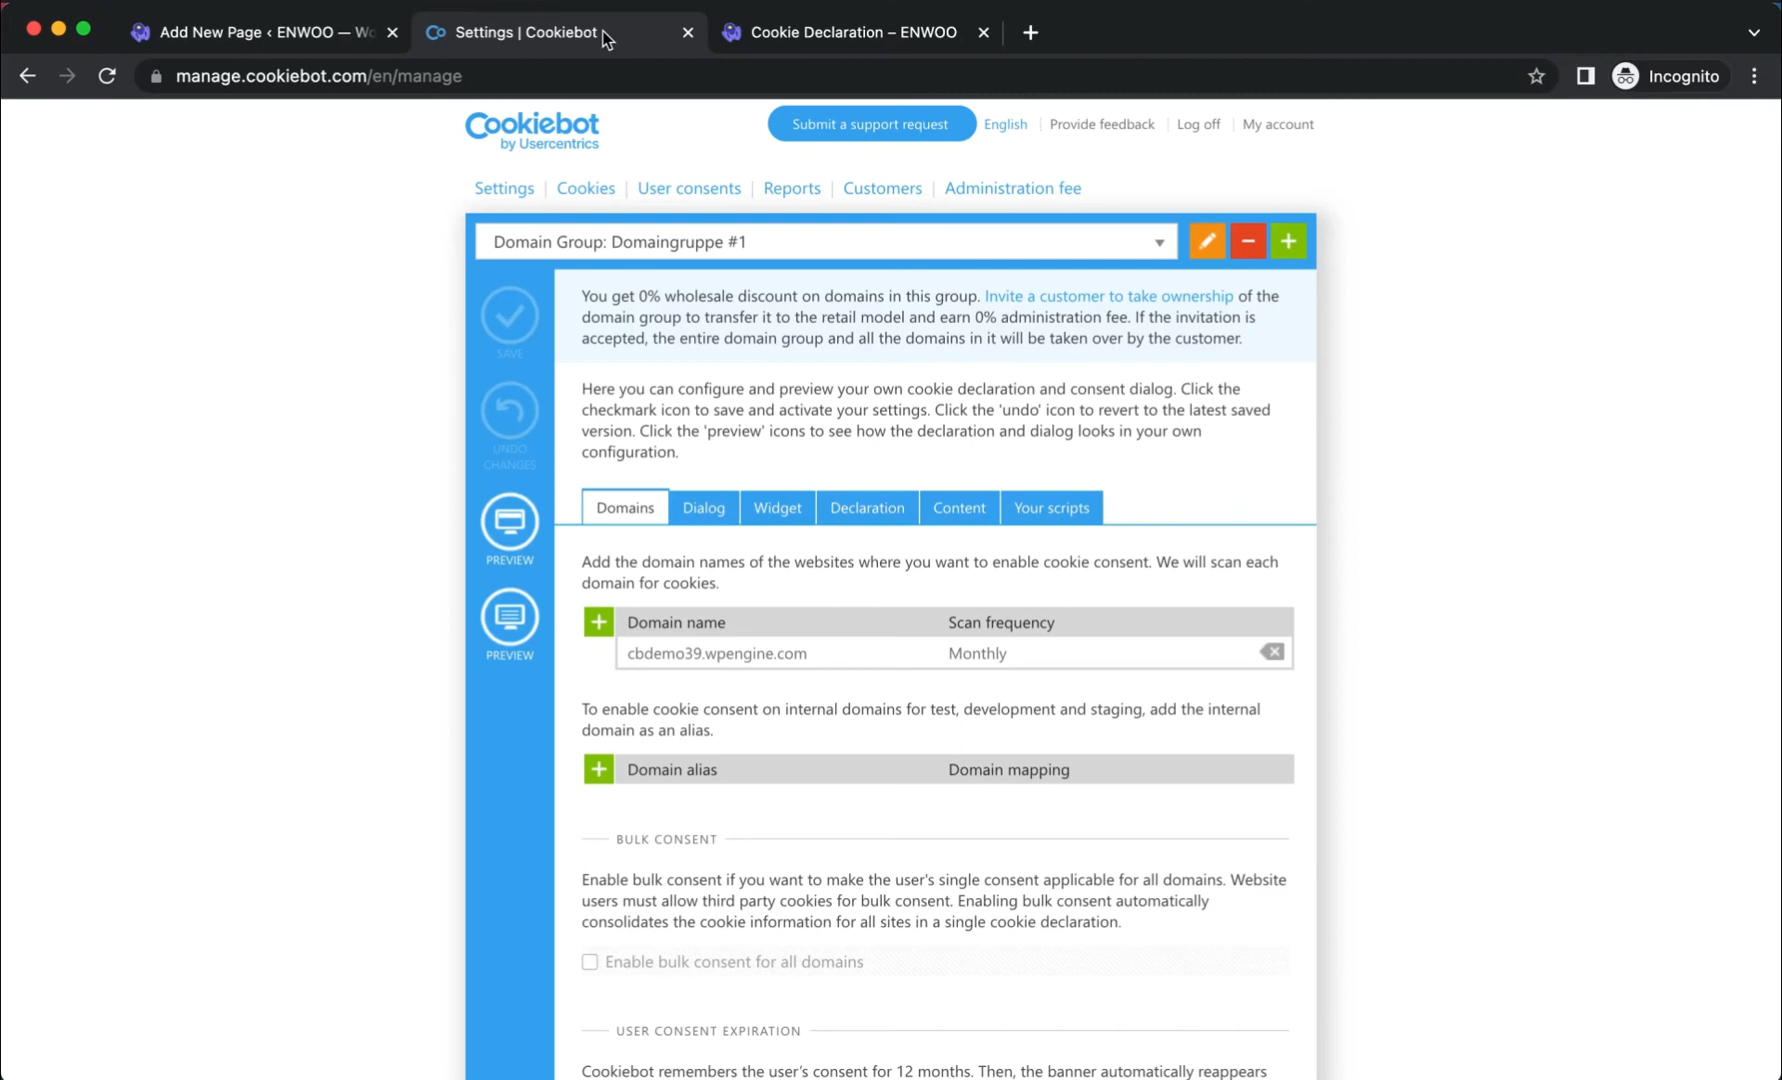 Add New Page ‹ ENWOO — Wo
Settings | Cookiebot
Cookie Declaration – ENWOO
manage.cookiebot.com/en/manage
Incognito
Cookiebot
by Usercentrics
Submit a support request
English
Provide feedback
Log off
My account
Settings
Cookies
User consents
Reports
Customers
Administration fee
Domain Group: Domaingruppe #1
You get 0% wholesale discount on domains in this group. Invite a customer to take ownership of the
domain group to transfer it to the retail model and earn 0% administration fee. If the invitation is
accepted, the entire domain group and all the domains in it will be taken over by the customer.
SAVE
UNDO
CHANGES
PREVIEW
PREVIEW
Here you can configure and preview your own cookie declaration and consent dialog. Click the
checkmark icon to save and activate your settings. Click the 'undo' icon to revert to the latest saved
version. Click the 'preview' icons to see how the declaration and dialog looks in your own
configuration.
Domains
Dialog
Widget
Declaration
Content
Your scripts
Add the domain names of the websites where you want to enable cookie consent. We will scan each
domain for cookies.
Domain name
Scan frequency
cbdemo39.wpengine.com
Monthly
To enable cookie consent on internal domains for test, development and staging, add the internal
domain as an alias.
Domain alias
Domain mapping
BULK CONSENT
Enable bulk consent if you want to make the user's single consent applicable for all domains. Website
users must allow third party cookies for bulk consent. Enabling bulk consent automatically
consolidates the cookie information for all sites in a single cookie declaration.
Enable bulk consent for all domains
USER CONSENT EXPIRATION
Cookiebot remembers the user's consent for 12 months. Then, the banner automatically reappears